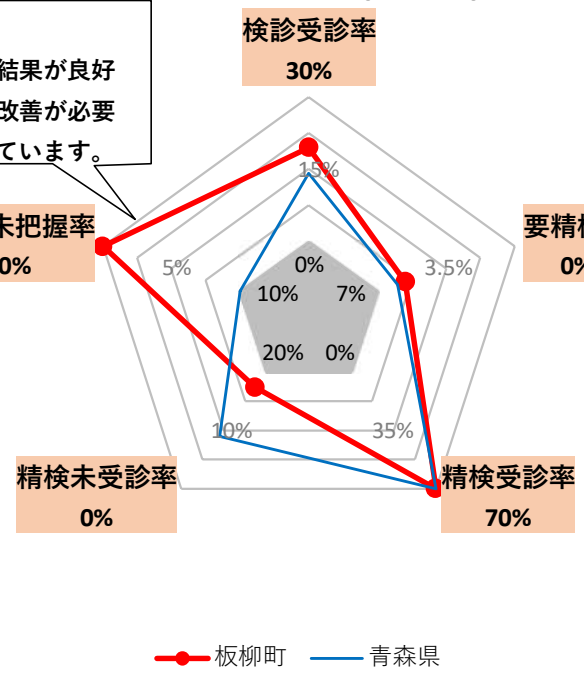 検診受診率
30%
結果が良好
改善が必要
ています。
未把握率
0%
要精検
0%
15%
5%
3.5%
0%
10%
7%
20%
0%
10%
35%
精検未受診率
0%
精検受診率
70%
板柳町
青森県